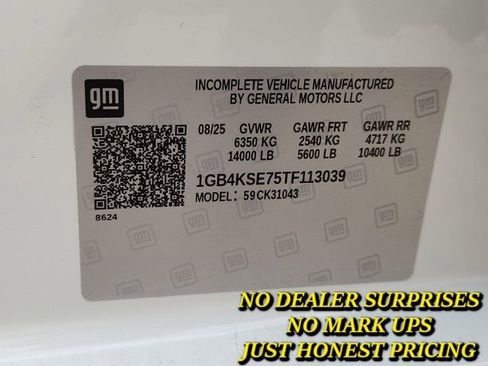 gm
INCOMPLETE VEHICLE MANUFACTURED
BY GENERAL MOTORS LLC
08/25 GVWR GAWR FRT GAWR RR
6350 KG 2540 KG 4717 KG
14000 LB 5600 LB 10400 LB
1GB4KSE75TF113039
MODEL: 59CK31043
8624
NO DEALER SURPRISES
NO MARK UPS
JUST HONEST PRICING